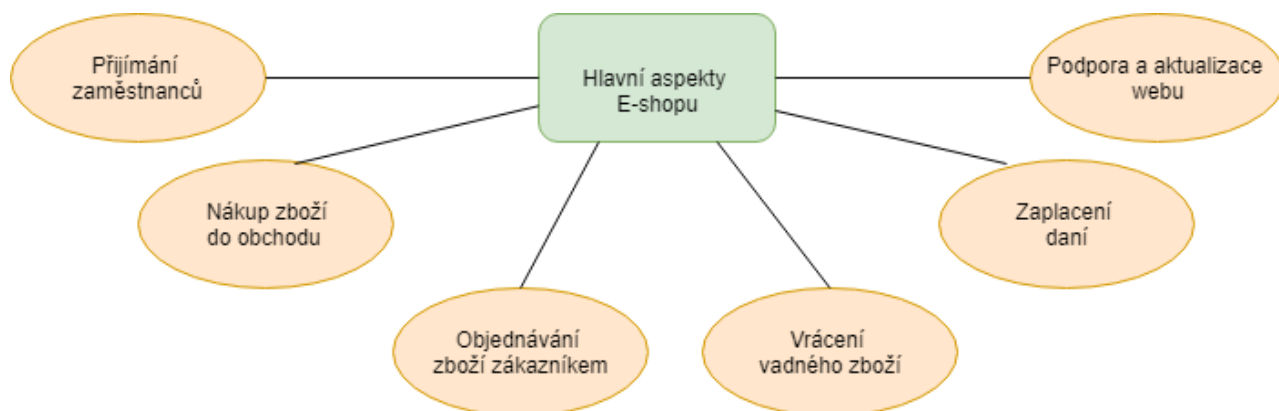 Hlavní aspekty
E-shopu
Přijímání
zaměstnanců
Nákup zboží
do obchodu
Objednávání
zboží zákazníkem
Vrácení
vadného zboží
Zaplacení
daní
Podpora a aktualizace
webu